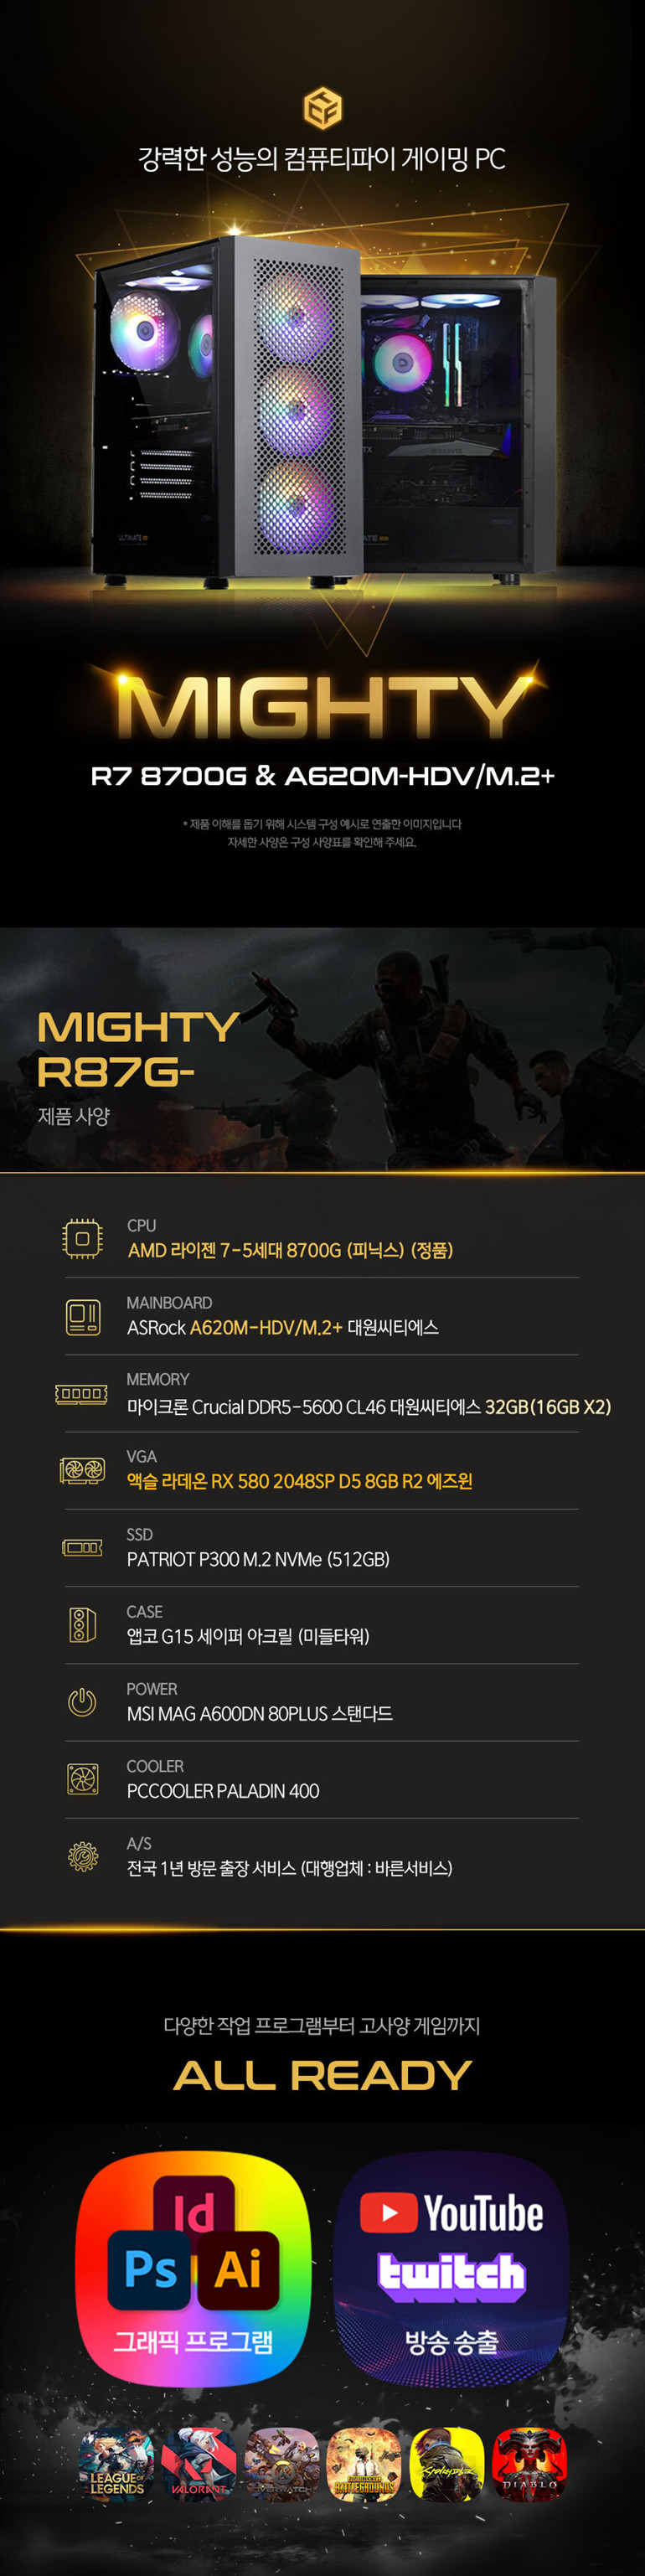 강력한 성능의 컴퓨티파이 게이밍 PC
MIGHTY
R7 8700G & A620M-HDV/M.2+
* 제품 이해를 돕기 위해 시스템 구성 예시로 연출한 이미지입니다
자세한 사양은 구성 사양표를 확인해 주세요.
MIGHTY
R87G-
제품 사양
CPU
AMD 라이젠 7-5세대 8700G (피닉스) (정품)
MAINBOARD
ASRock A620M-HDV/M.2+ 대원씨티에스
MEMORY
마이크론 Crucial DDR5-5600 CL46 대원씨티에스 32GB(16GB X2)
VGA
액슬 라데온 RX 580 2048SP D5 8GB R2 에즈윈
SSD
PATRIOT P300 M.2 NVMe (512GB)
CASE
앱코 G15 세이퍼 아크릴 (미들타워)
POWER
MSI MAG A600DN 80PLUS 스탠다드
COOLER
PCCOOLER PALADIN 400
A/S
전국 1년 방문 출장 서비스 (대행업체 : 바른서비스)
다양한 작업 프로그램부터 고사양 게임까지
ALL READY
Id
Ps Ai
그래픽 프로그램
YouTube
twitch
방송 송출
LEAGUE OF
LEGENDS
VALORANT
OVERWATCH
BATTLEGROUNDS
Cyberpunk
DIABLO